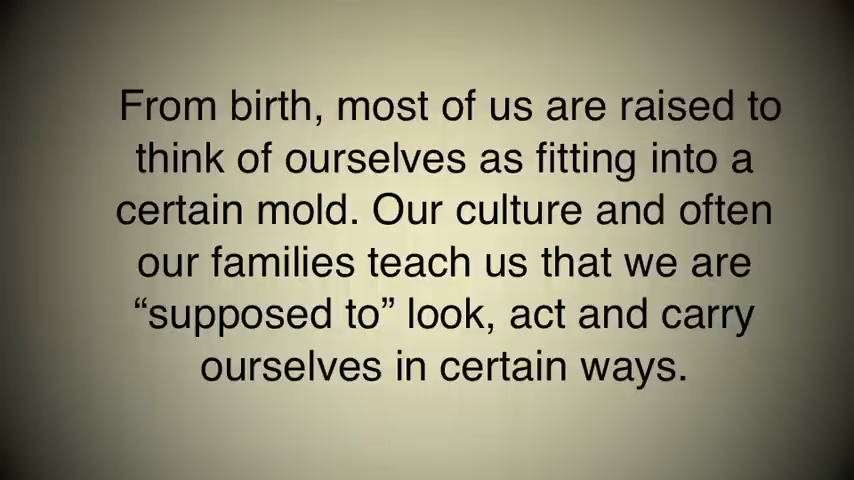 From birth, most of us are raised to
think of ourselves as fitting into a
certain mold. Our culture and often
our families teach us that we are
“supposed to” look, act and carry
ourselves in certain ways.